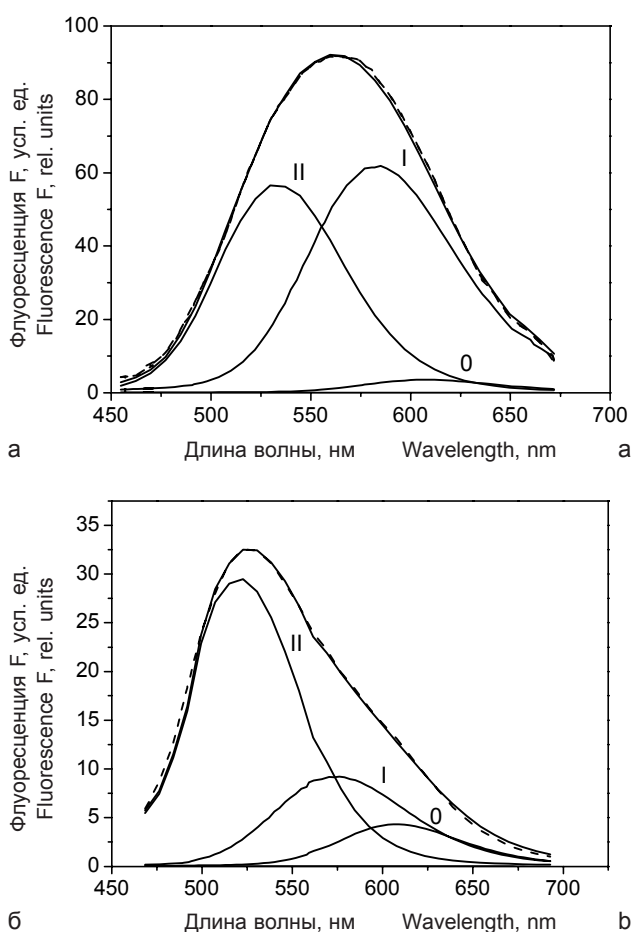 100
80
60
40
20
0
Флуоресценция F, усл. ед.
Fluorescence F, rel. units
II
I
0
450 500 550 600 650 700
а Длина волны, нм Wavelength, nm a
35
30
25
20
15
10
5
0
Флуоресценция F, усл. ед.
Fluorescence F, rel. units
II
I
0
450 500 550 600 650 700
б Длина волны, нм Wavelength, nm b